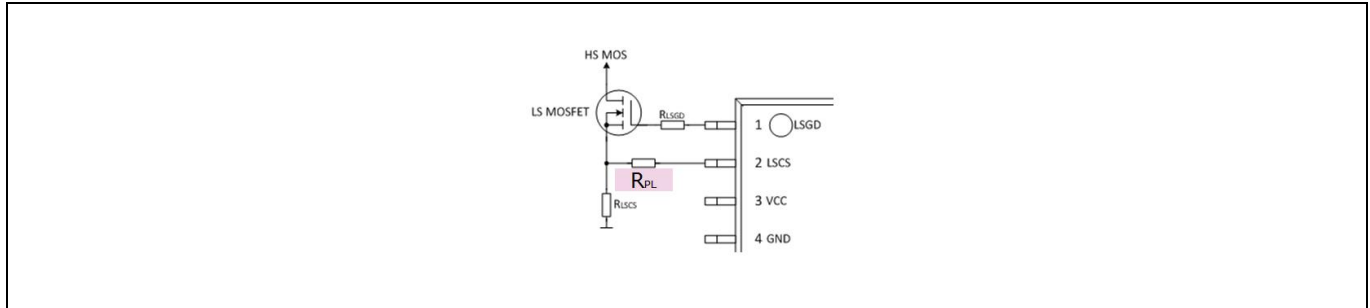 HS MOS
LS MOSFET
RLSGD
1 LSGD
2 LSCS
RPL
RLSCS
3 VCC
4 GND